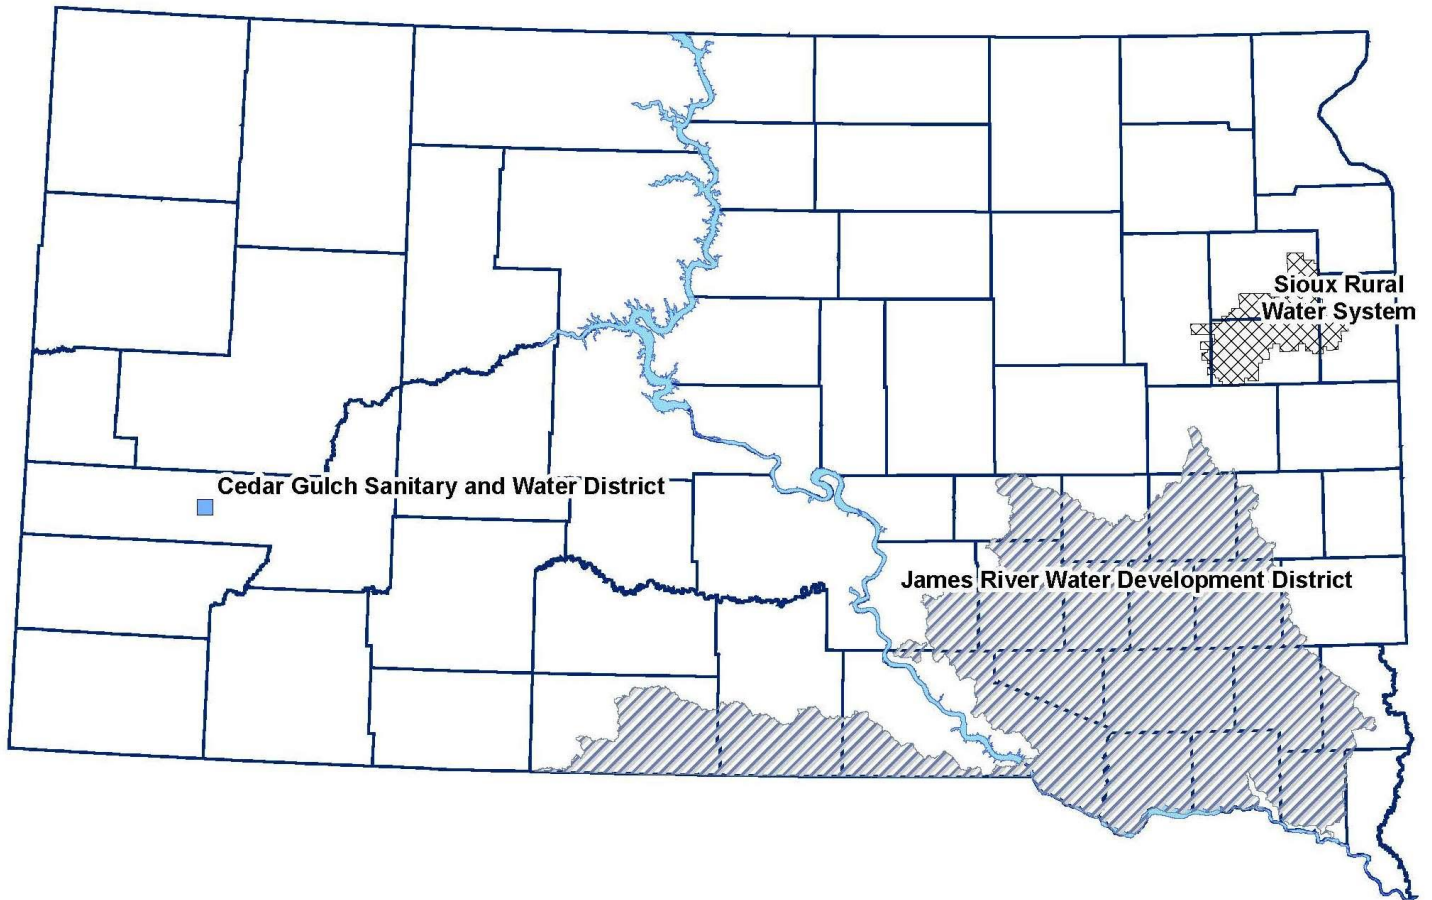 Sioux Rural
Water System
Cedar Gulch Sanitary and Water District
James River Water Development District